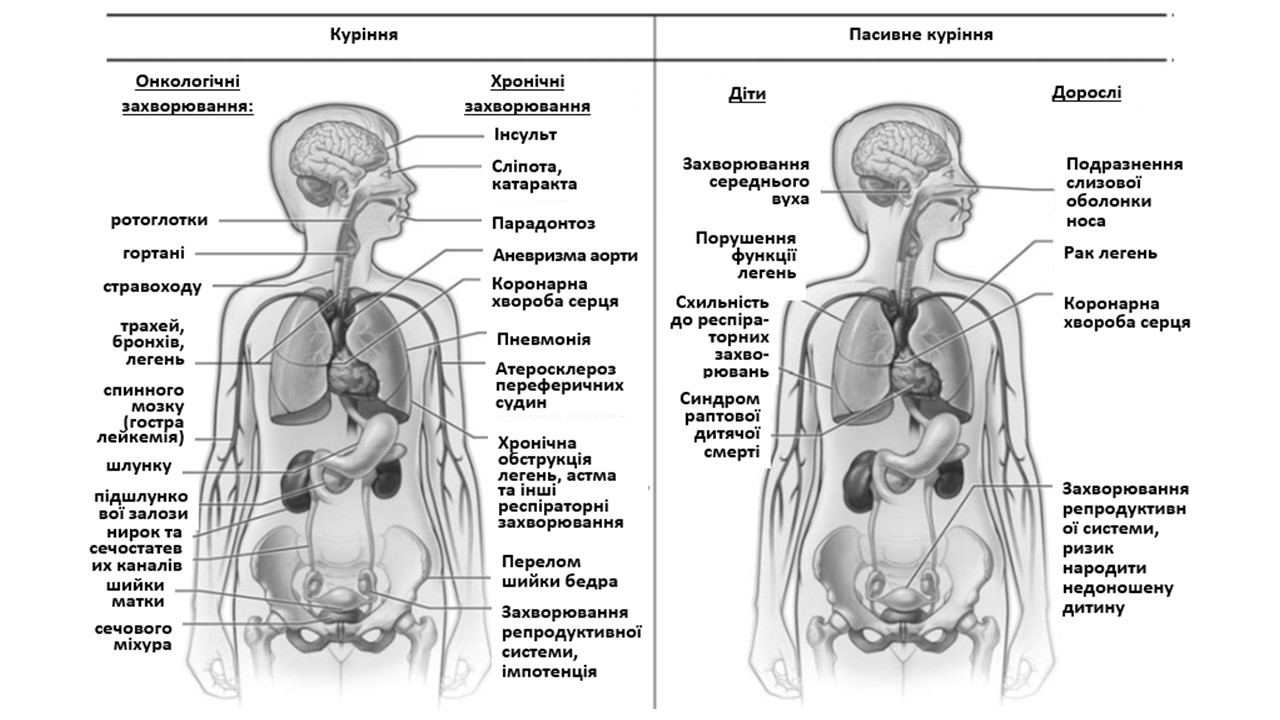 Куріння
Онкологічні
захворювання:
ротоглотки
гортані
стравоходу
трахей,
бронхів,
легень
спинного
мозку
(гостра
лейкемія)
шлунку
підшлунко
вої залози
нирок та
сечостатев
их каналів
шийки
матки
сечового
міхура
Хронічні
захворювання
Інсульт
Сліпота,
катаракта
Парадонтоз
Аневризма аорти
Коронарна
хвороба серця
Пневмонія
Атеросклероз
переферичних
судин
Хронічна
обструкція
легень, астма
та інші
респіраторні
захворювання
Перелом
шийки бедра
Захворювання
репродуктивної
системи,
імпотенція
Пасивне куріння
Діти
Захворювання
середнього
вуха
Порушення
функції
легень
Схильність
до респіра-
торних
захво-
рювань
Синдром
раптової
дитячої
смерті
Дорослі
Подразнення
слизової
оболонки
носа
Рак легень
Коронарна
хвороба серця
Захворювання
репродуктивн
ої системи,
ризик
народити
недоношену
дитину